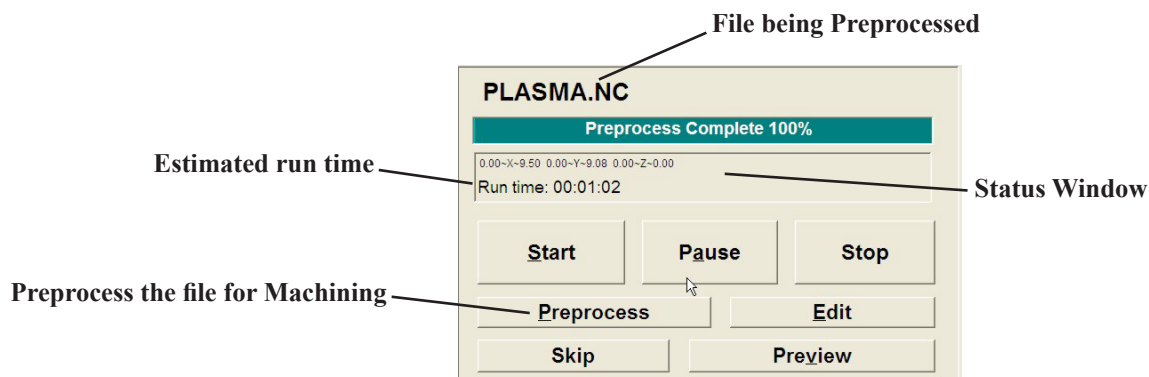 File being Preprocessed
PLASMA.NC
Preprocess Complete 100%
Estimated run time
0.00~X~9.50 0.00~Y~9.08 0.00~Z~0.00
Run time: 00:01:02
Status Window
Start Pause Stop
Preprocess the file for Machining
Preprocess Edit
Skip Preview